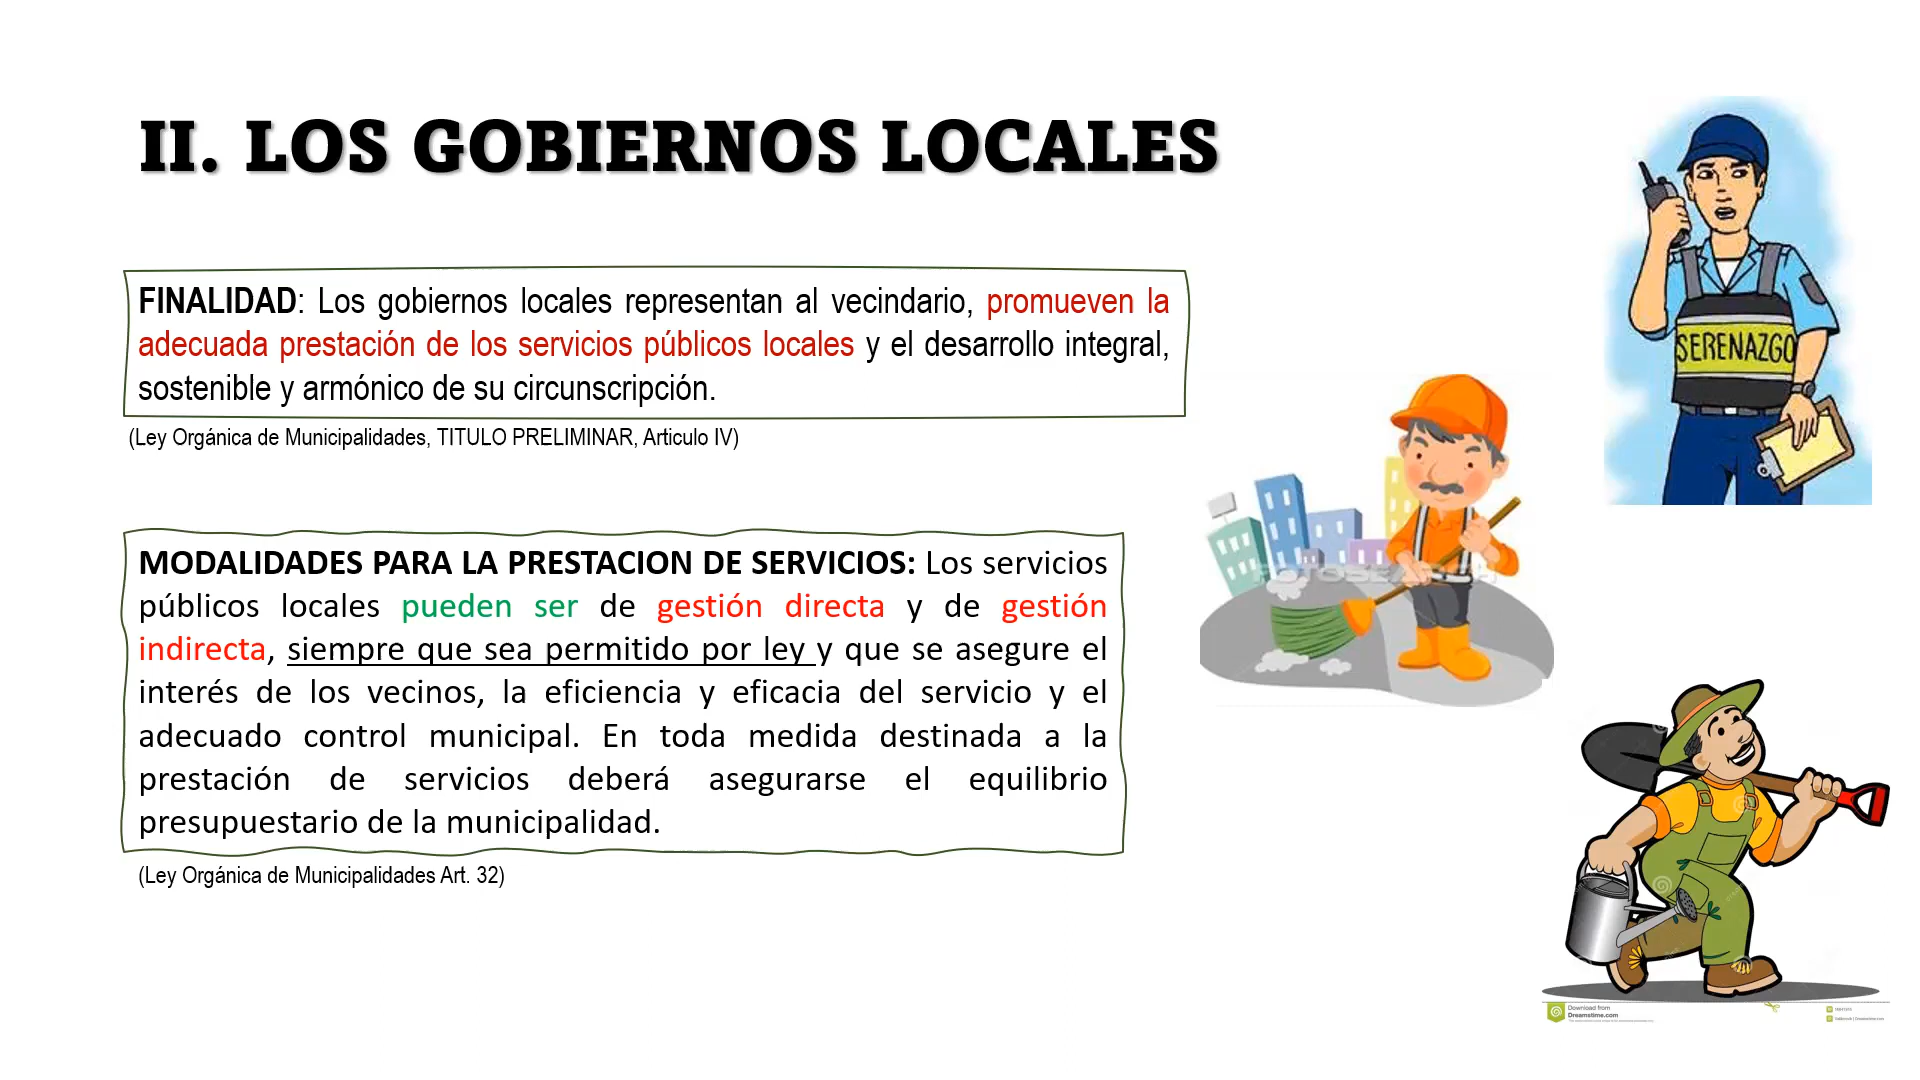 II. LOS GOBIERNOS LOCALES
FINALIDAD: Los gobiernos locales representan al vecindario, promueven la
adecuada prestación de los servicios públicos locales y el desarrollo integral,
sostenible y armónico de su circunscripción.
(Ley Orgánica de Municipalidades, TITULO PRELIMINAR, Articulo IV)
MODALIDADES PARA LA PRESTACION DE SERVICIOS: Los servicios
públicos locales pueden ser de gestión directa y de gestión
indirecta, siempre que sea permitido por ley y que se asegure el
interés de los vecinos, la eficiencia y eficacia del servicio y el
adecuado control municipal. En toda medida destinada a la
prestación de servicios deberá asegurarse el equilibrio
presupuestario de la municipalidad.
(Ley Orgánica de Municipalidades Art. 32)
SERENAZGO
FOTOSEARCH
Download from
Dreamstime.com